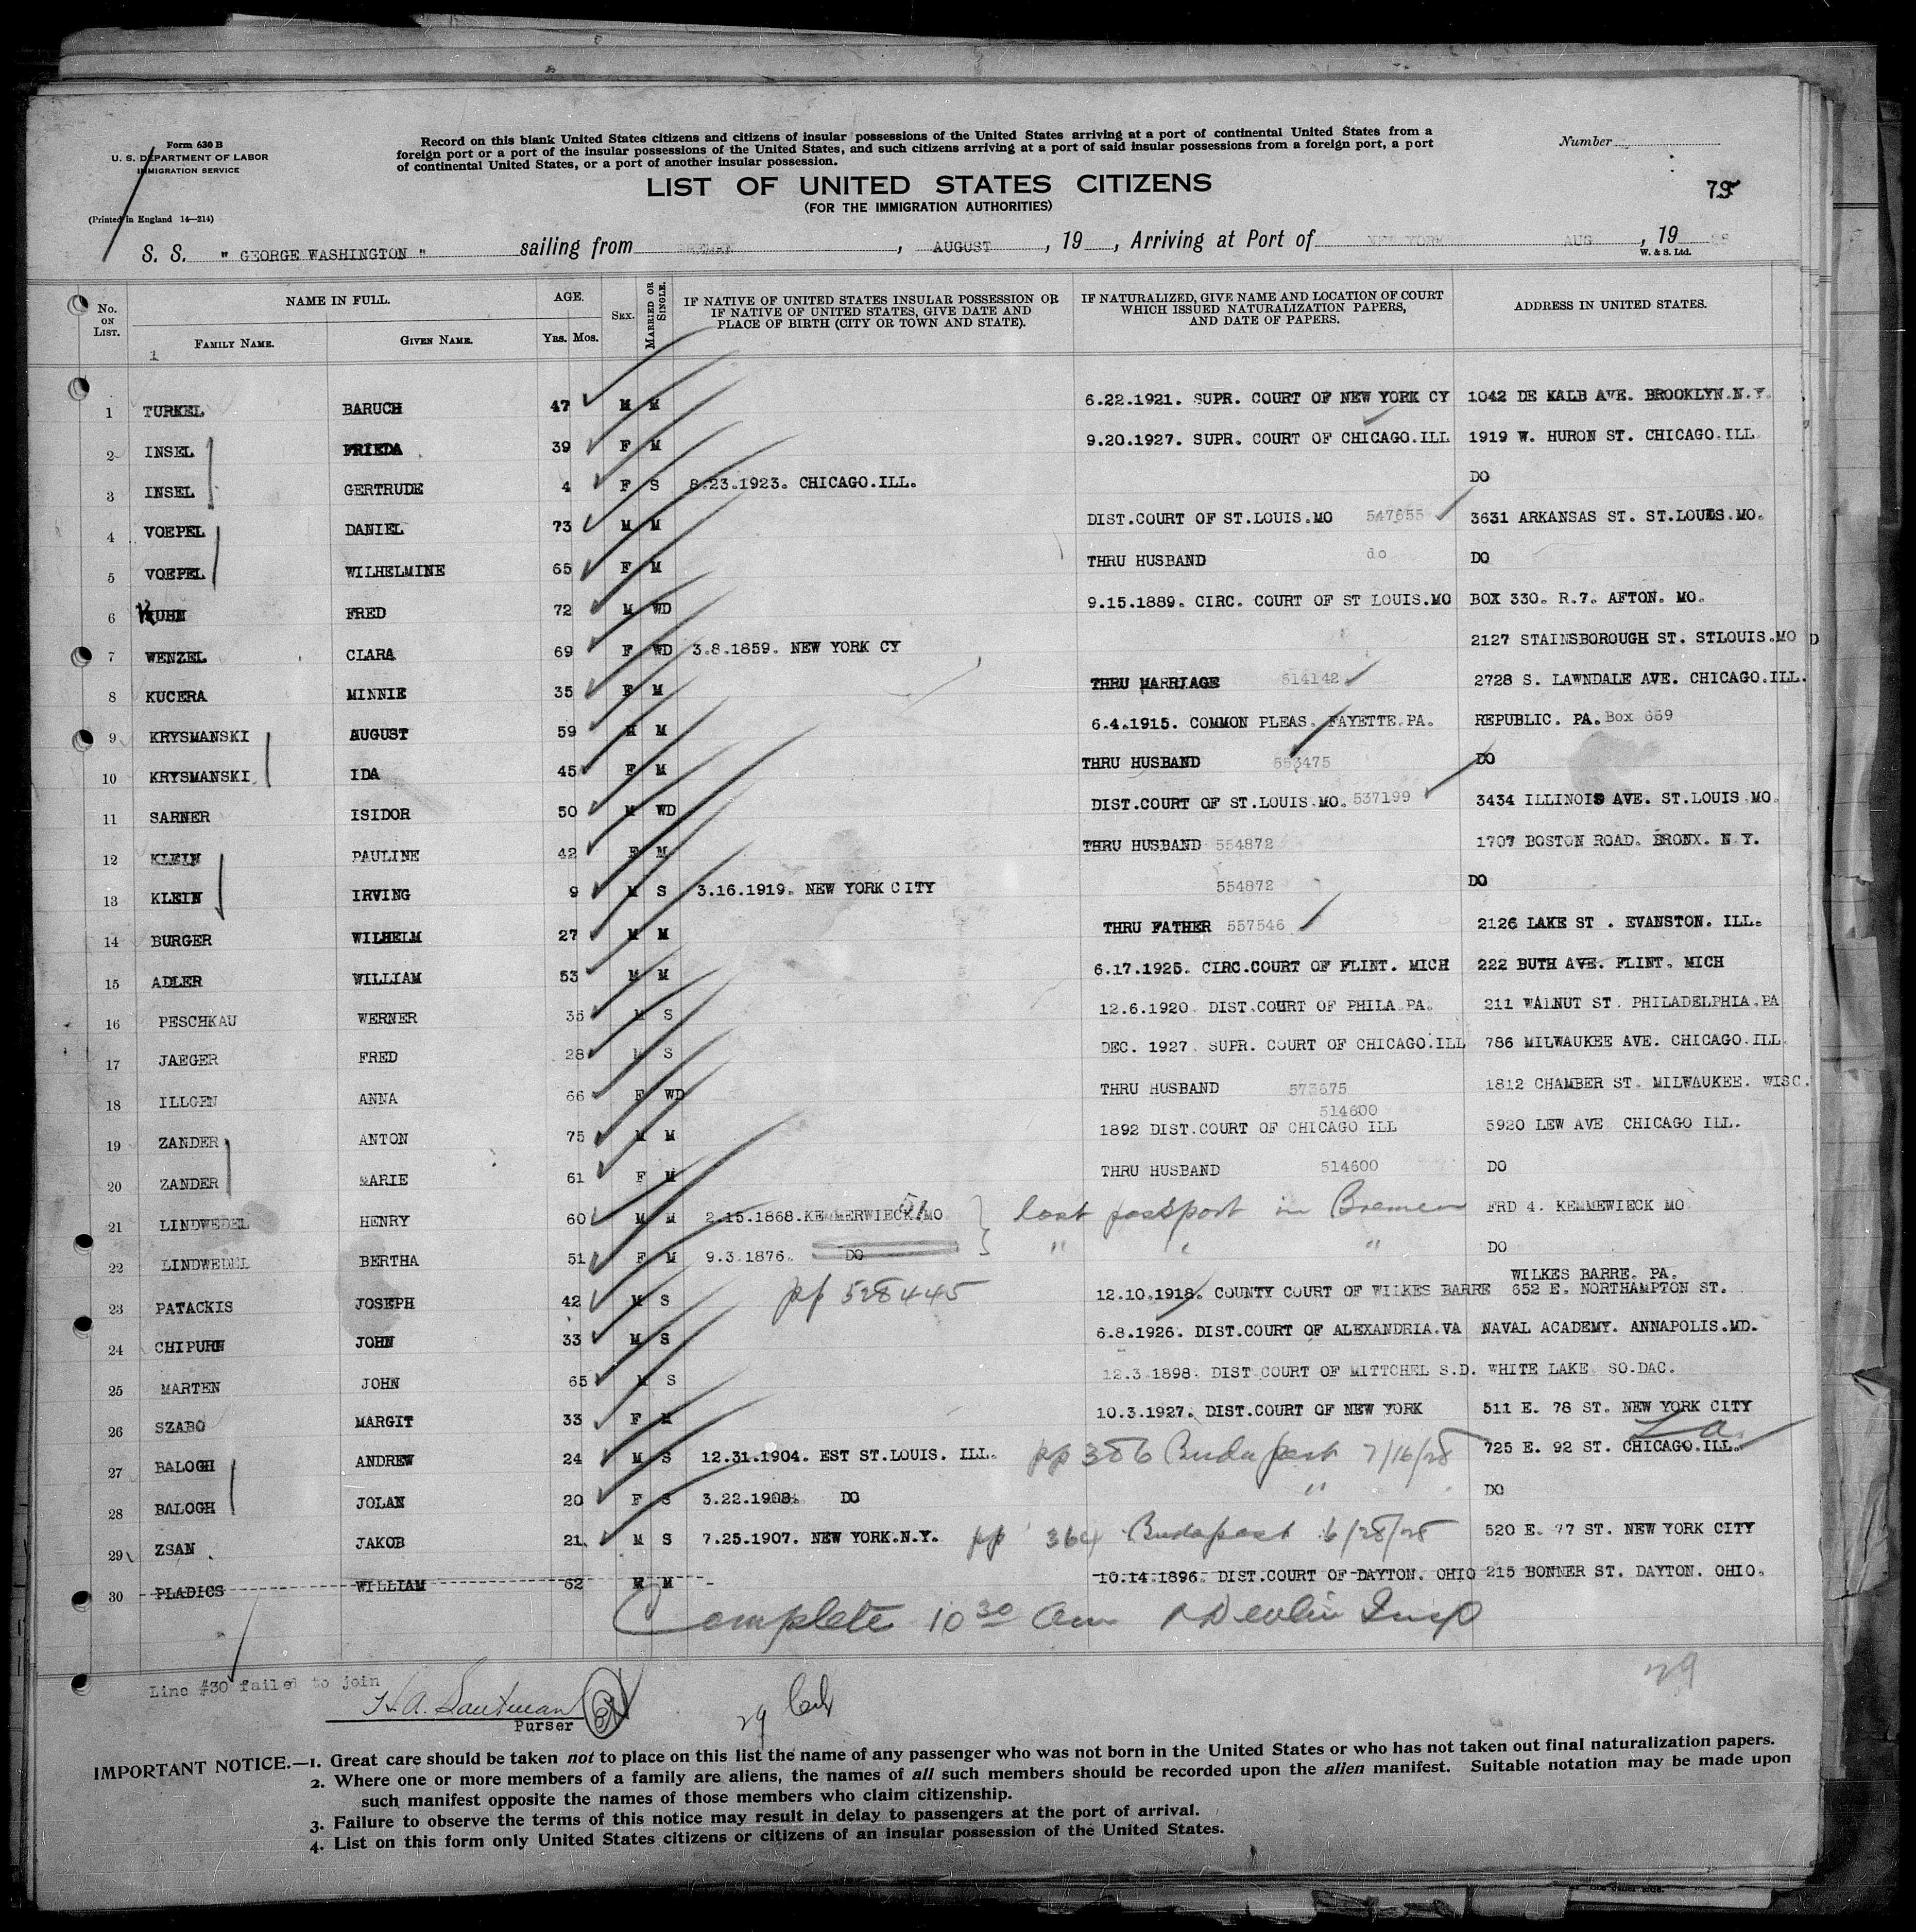 Form 630 B
U. S. DEPARTMENT OF LABOR
IMMIGRATION SERVICE
(Printed in England 14—214)
Record on this blank United States citizens and citizens of insular possessions of the United States arriving at a port of continental United States from a
foreign port or a port of the insular possessions of the United States, and such citizens arriving at a port of said insular possessions from a foreign port, a port
of continental United States, or a port of another insular possession.
Number
LIST OF UNITED STATES CITIZENS
(FOR THE IMMIGRATION AUTHORITIES)
S. S. " GEORGE WASHINGTON " sailing from BREMEN , AUGUST , 19 , Arriving at Port of NEW YORK AUG , 19
W. & S. Ltd.
No. ON LIST. NAME IN FULL. FAMILY NAME. GIVEN NAME. AGE. Yrs. Mos. SEX. MARRIED OR SINGLE. IF NATIVE OF UNITED STATES INSULAR POSSESSION OR IF NATIVE OF UNITED STATES, GIVE DATE AND PLACE OF BIRTH (CITY OR TOWN AND STATE). IF NATURALIZED, GIVE NAME AND LOCATION OF COURT WHICH ISSUED NATURALIZATION PAPERS, AND DATE OF PAPERS. ADDRESS IN UNITED STATES.
1 TURKEL BARUCH 47 M M 6.22.1921. SUPR. COURT OF NEW YORK CY 1042 DE KALB AVE. BROOKLYN.N.Y.
2 INSEL FRIEDA 39 F M 9.20.1927. SUPR. COURT OF CHICAGO.ILL 1919 W. HURON ST. CHICAGO.ILL
3 INSEL GERTRUDE 4 F S 8.23.1923. CHICAGO.ILL. DO
4 VOEPEL DANIEL 73 M M DIST.COURT OF ST.LOUIS.MO 547655 3631 ARKANSAS ST. ST.LOUIS.MO.
5 VOEPEL WILHELMINE 65 F M THRU HUSBAND do DO
6 KUHN FRED 72 M WD 9.15.1889. CIRC. COURT OF ST LOUIS.MO BOX 330. R.7. AFTON. MO.
7 WENZEL CLARA 69 F WD 3.8.1859. NEW YORK CY 2127 STAINSBOROUGH ST. STLOUIS.MO
8 KUCERA MINNIE 35 F M THRU MARRIAGE 514142 2728 S. LAWNDALE AVE. CHICAGO.ILL.
9 KRYSMANSKI AUGUST 59 M M 6.4.1915. COMMON PLEAS. FAYETTE.PA. REPUBLIC. PA. Box 659
10 KRYSMANSKI IDA 45 F M THRU HUSBAND 553475 DO
11 SARNER ISIDOR 50 M WD DIST.COURT OF ST.LOUIS.MO. 537199 3434 ILLINOIS AVE. ST.LOUIS.MO.
12 KLEIN PAULINE 42 F M THRU HUSBAND 554872 1707 BOSTON ROAD. BRONX. N.Y.
13 KLEIN IRVING 9 M S 3.16.1919. NEW YORK CITY 554872 DO
14 BURGER WILHELM 27 M M THRU FATHER 557546 2126 LAKE ST . EVANSTON. ILL.
15 ADLER WILLIAM 53 M M 6.17.1925. CIRC.COURT OF FLINT. MICH 222 BUTH AVE. FLINT. MICH
16 PESCHKAU WERNER 35 M S 12.6.1920. DIST.COURT OF PHILA.PA. 211 WALNUT ST. PHILADELPHIA.PA
17 JAEGER FRED 28 M S DEC. 1927. SUPR. COURT OF CHICAGO.ILL 786 MILWAUKEE AVE. CHICAGO.ILL.
18 ILLGEN ANNA 66 F WD THRU HUSBAND 573675 1812 CHAMBER ST. MILWAUKEE. WISC.
514600
19 ZANDER ANTON 75 M M 1892 DIST.COURT OF CHICAGO ILL 5920 LEW AVE CHICAGO ILL.
20 ZANDER MARIE 61 F M THRU HUSBAND 514600 DO
21 LINDWEDEL HENRY 60 M M 2.15.1868.KEMMERWIECK.MO lost passport in Bremen FRD 4. KEMMEWIECK MO
22 LINDWEDEL BERTHA 51 F M 9.3.1876. DO " " " DO
WILKES BARRE. PA.
23 PATACKIS JOSEPH 42 M S pp 528445 12.10.1918. COUNTY COURT OF WILKES BARRE 652 E. NORTHAMPTON ST.
24 CHIPURN JOHN 33 M S 6.8.1926. DIST.COURT OF ALEXANDRIA.VA NAVAL ACADEMY. ANNAPOLIS.MD.
25 MARTEN JOHN 65 M S 12.3.1898. DIST COURT OF MITTCHEL S.D. WHITE LAKE SO.DAC.
26 SZABO MARGIT 33 F M 10.3.1927. DIST.COURT OF NEW YORK 511 E. 78 ST. NEW YORK CITY
27 BALOGH ANDREW 24 M S 12.31.1904. EST ST.LOUIS. ILL. pp 386 Budapest 7/16/28 725 E. 92 ST. CHICAGO.ILL.
28 BALOGH JOLAN 20 F S 3.22.1908. DO " DO
29 ZSAN JAKOB 21 M S 7.25.1907. NEW YORK.N.Y. pp 364 Budapest 6/28/28 520 E. 77 ST. NEW YORK CITY
30 PLADICS WILLIAM 62 M M 10.14.1896. DIST.COURT OF DAYTON. OHIO 215 BONNER ST. DAYTON. OHIO.
Complete 10 30 am Devlin Insp
Line #30 failed to join
Purser
29
29
IMPORTANT NOTICE.—1. Great care should be taken not to place on this list the name of any passenger who was not born in the United States or who has not taken out final naturalization papers.
2. Where one or more members of a family are aliens, the names of all such members should be recorded upon the alien manifest. Suitable notation may be made upon
such manifest opposite the names of those members who claim citizenship.
3. Failure to observe the terms of this notice may result in delay to passengers at the port of arrival.
4. List on this form only United States citizens or citizens of an insular possession of the United States.